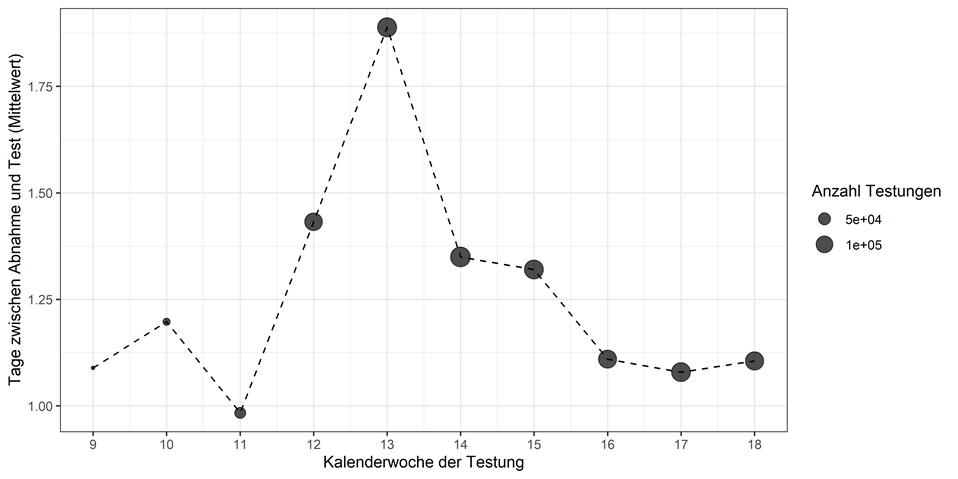 Tage zwischen Abnahme und Test (Mittelwert)
1.75
1.50
1.25
1.00
9 10 11 12 13 14 15 16 17 18
Kalenderwoche der Testung
Anzahl Testungen
5e+04
1e+05